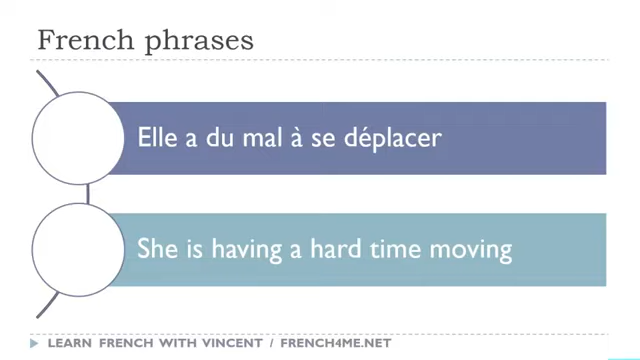 French phrases
Elle a du mal à se déplacer
She is having a hard time moving
LEARN FRENCH WITH VINCENT / FRENCH4ME.NET